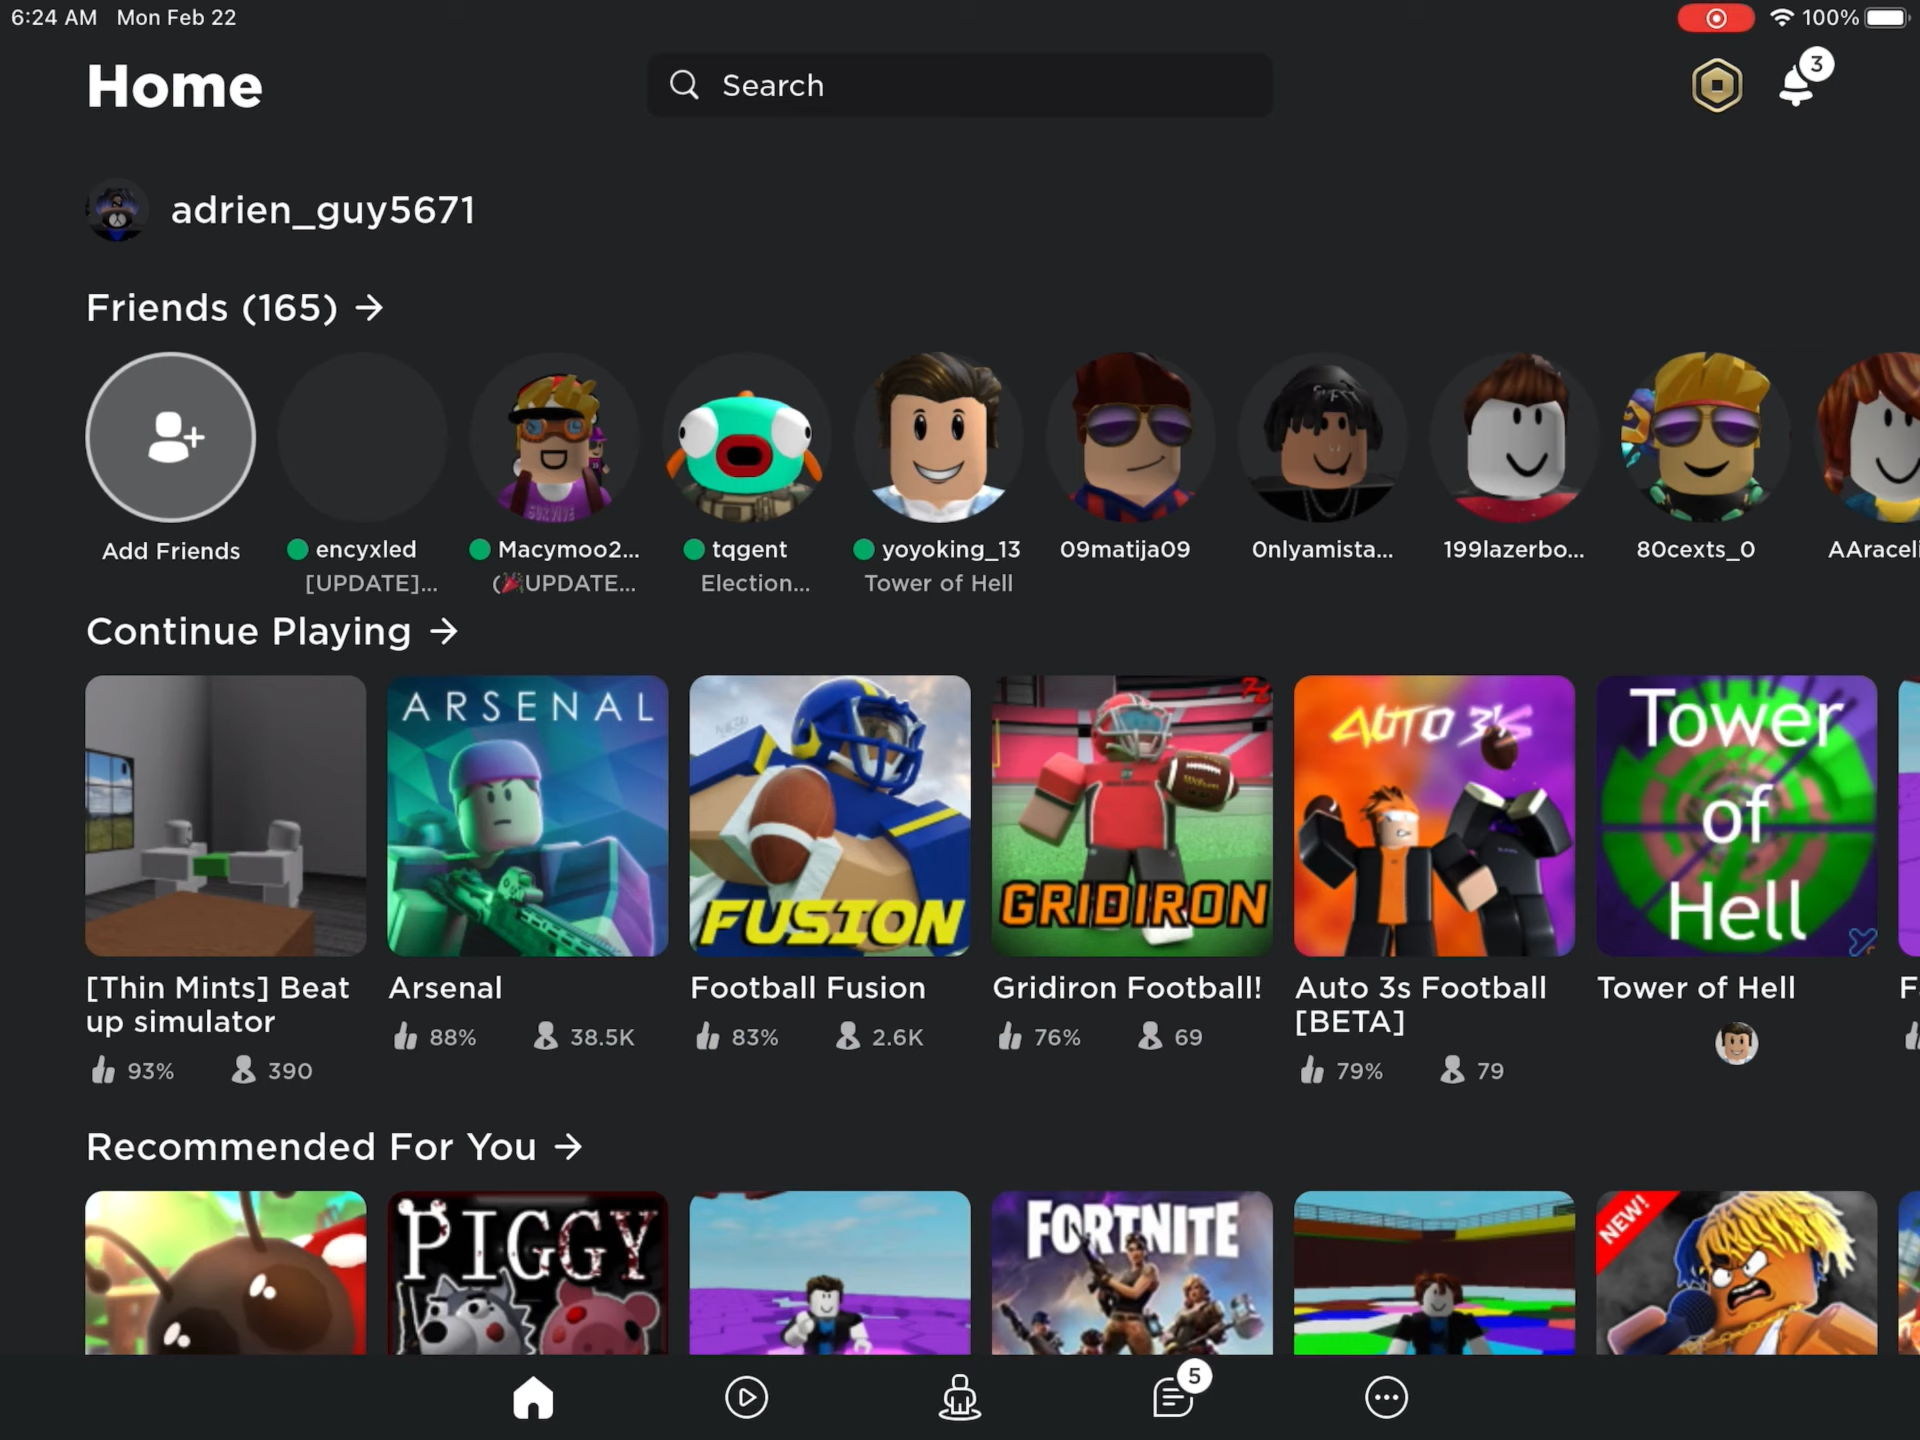 6:24 AM Mon Feb 22
100%
Home
Search
3
adrien_guy5671
Friends (165) →
SURVIVE
Add Friends
encyxled
Macymoo2...
tqgent
yoyoking_13
09matija09
0nlyamista...
199lazerbo...
80cexts_0
AAraceli
[UPDATE]...
(🎉UPDATE...
Election...
Tower of Hell
Continue Playing →
ARSENAL
FUSION
GRIDIRON
AUTO 3'S
Tower
of
Hell
[Thin Mints] Beat
up simulator
93% 390
Arsenal
88% 38.5K
Football Fusion
83% 2.6K
Gridiron Football!
76% 69
Auto 3s Football
[BETA]
79% 79
Tower of Hell
F
Recommended For You →
PIGGY
FORTNITE
NEW!
5